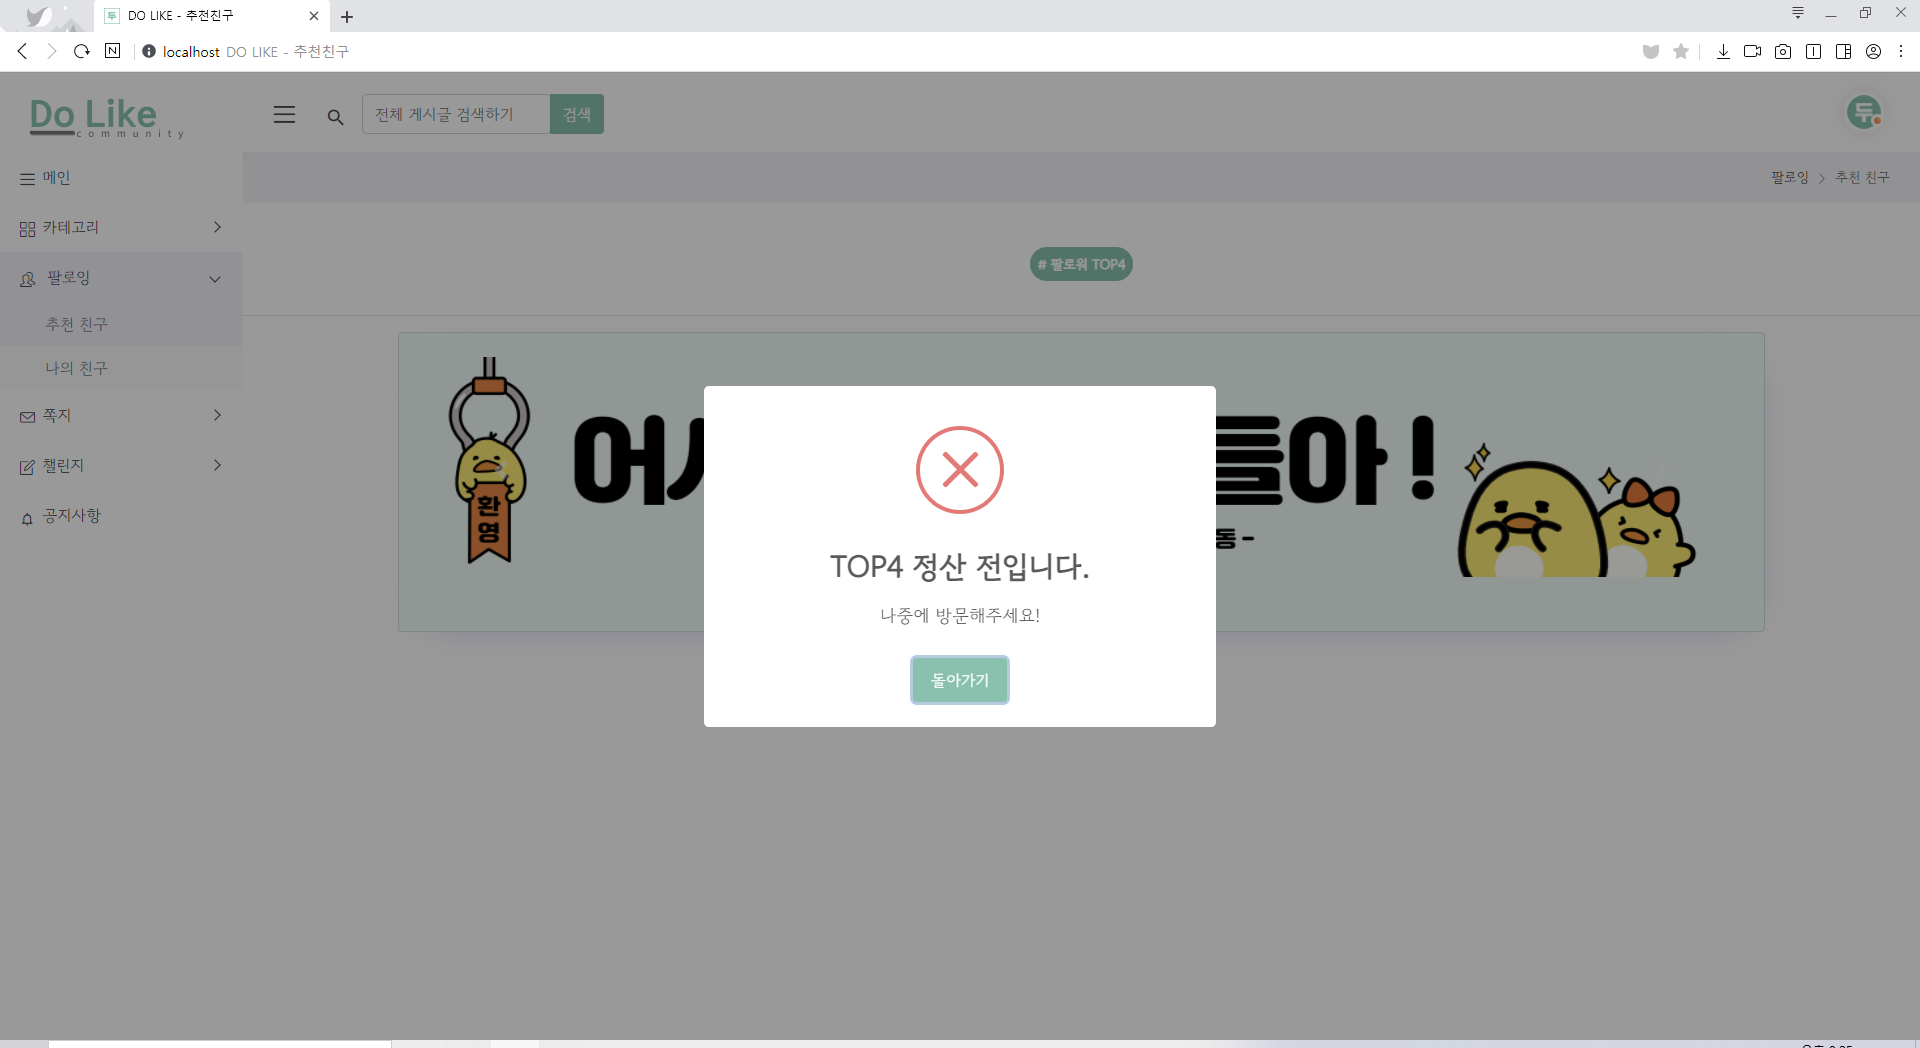 두 DO LIKE - 추천친구
N localhost DO LIKE - 추천친구
Do Like
community
전체 게시글 검색하기 검색
두
메인
팔로잉 > 추천 친구
카테고리
팔로잉
추천 친구
나의 친구
쪽지
챌린지
공지사항
# 팔로워 TOP4
환영
아!
동-
TOP4 정산 전입니다.
나중에 방문해주세요!
돌아가기